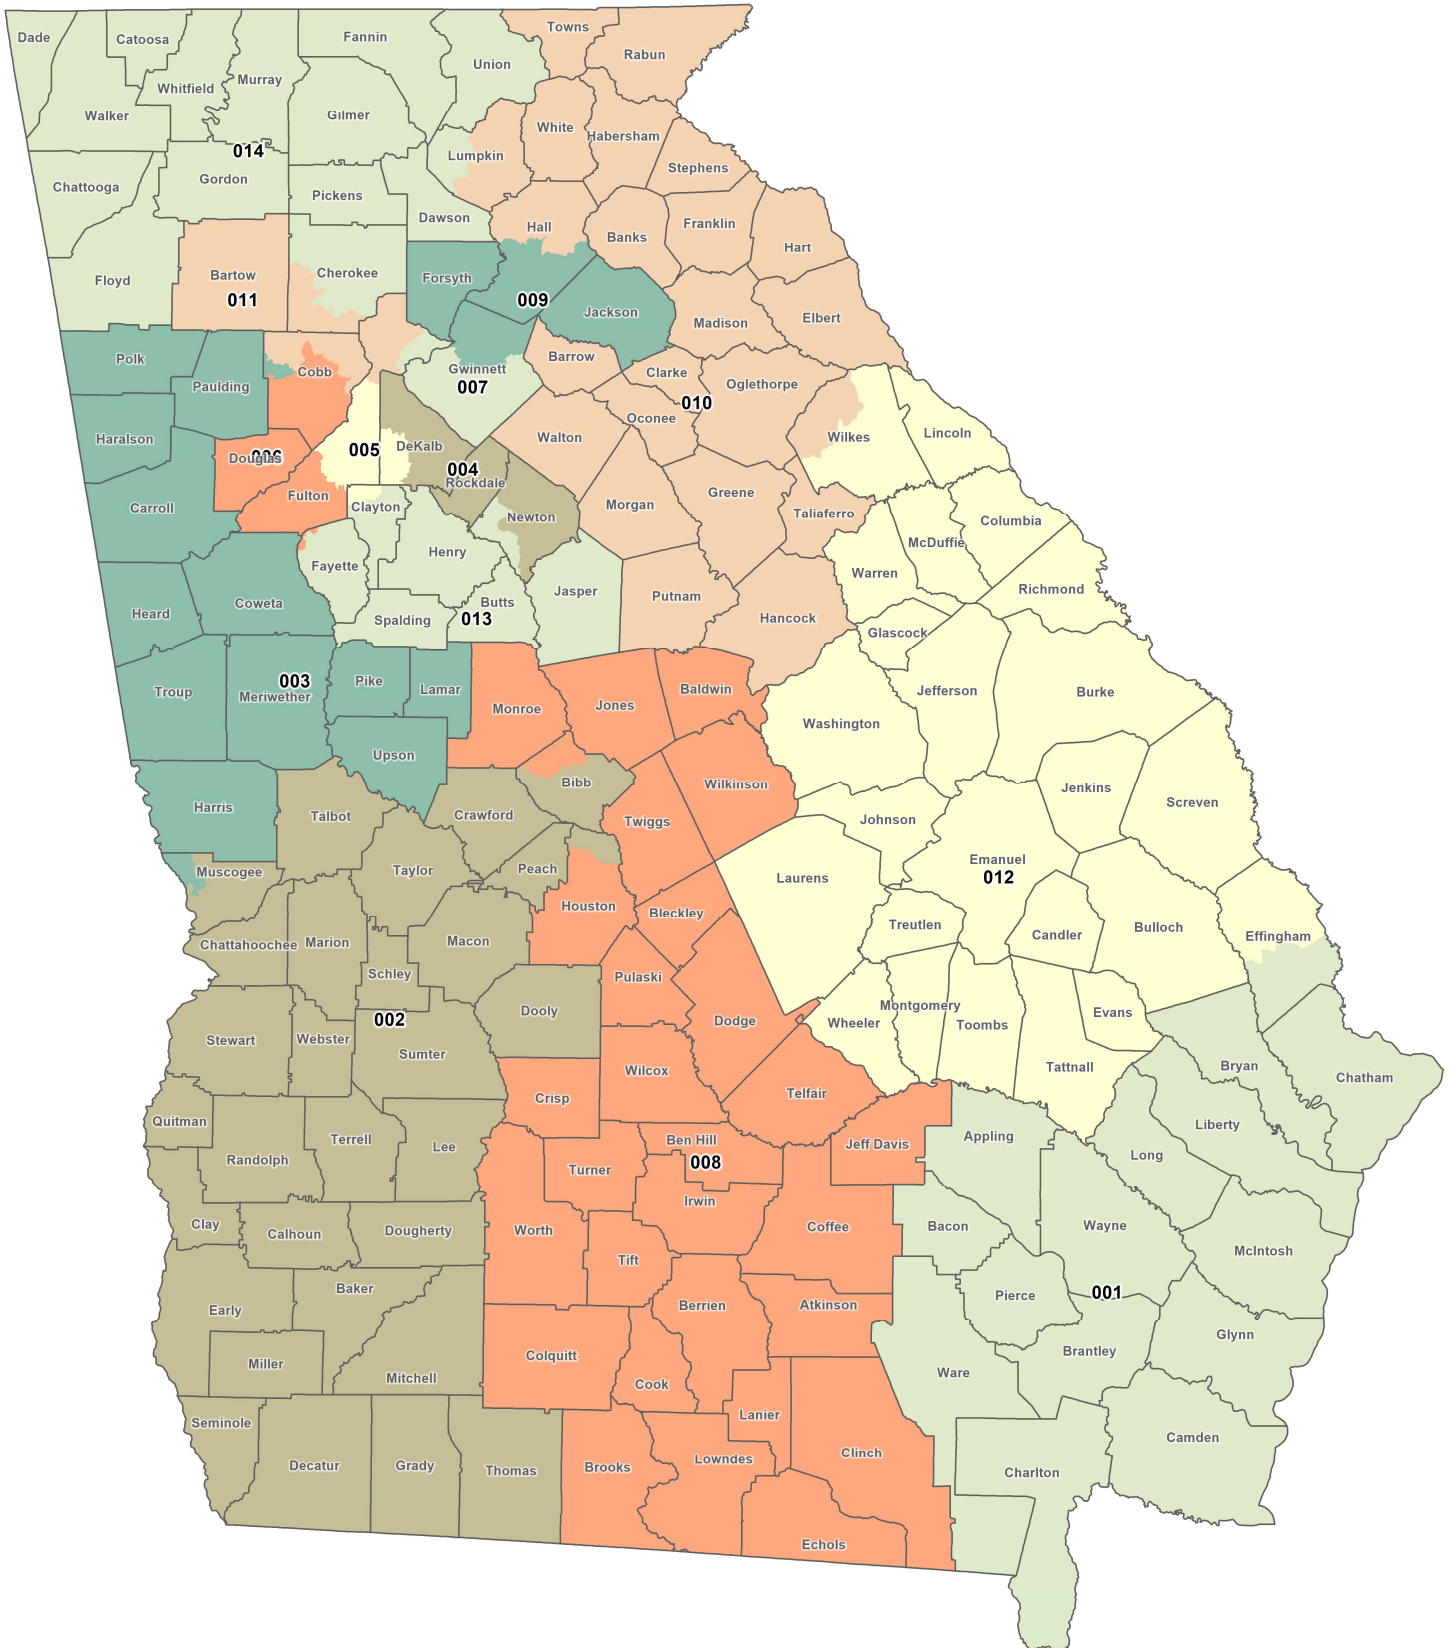 Towns
Dade
Catoosa
Fannin
Rabun
Union
Murray
Whitfield
Gilmer
Walker
White
Habersham
014
Lumpkin
Stephens
Gordon
Chattooga
Pickens
Dawson
Franklin
Hall
Banks
Hart
Bartow
Cherokee
Forsyth
Floyd
011
009
Jackson
Elbert
Madison
Polk
Barrow
Cobb
Gwinnett
Clarke
Paulding
007
Oglethorpe
010
Oconee
Lincoln
Haralson
Walton
Wilkes
005
DeKalb
Douglas
006
004
Rockdale
Fulton
Greene
Carroll
Clayton
Morgan
Taliaferro
Newton
Columbia
McDuffie
Henry
Fayette
Warren
Jasper
Richmond
Putnam
Coweta
Butts
Heard
013
Spalding
Hancock
Glascock
003
Pike
Lamar
Baldwin
Troup
Meriwether
Jefferson
Burke
Monroe
Jones
Washington
Upson
Bibb
Wilkinson
Jenkins
Harris
Talbot
Crawford
Twiggs
Johnson
Screven
Muscogee
Taylor
Peach
Emanuel
012
Laurens
Houston
Bleckley
Treutlen
Bulloch
Candler
Effingham
Chattahoochee
Marion
Macon
Schley
Pulaski
Montgomery
002
Dooly
Dodge
Wheeler
Toombs
Evans
Stewart
Webster
Sumter
Tattnall
Bryan
Wilcox
Chatham
Crisp
Telfair
Quitman
Liberty
Terrell
Lee
Ben Hill
Jeff Davis
Appling
Randolph
008
Long
Turner
Irwin
Clay
Calhoun
Dougherty
Worth
Coffee
Bacon
Wayne
McIntosh
Tift
Baker
Early
Berrien
Atkinson
Pierce
001
Glynn
Miller
Colquitt
Brantley
Mitchell
Cook
Ware
Seminole
Lanier
Camden
Decatur
Grady
Thomas
Brooks
Lowndes
Clinch
Charlton
Echols